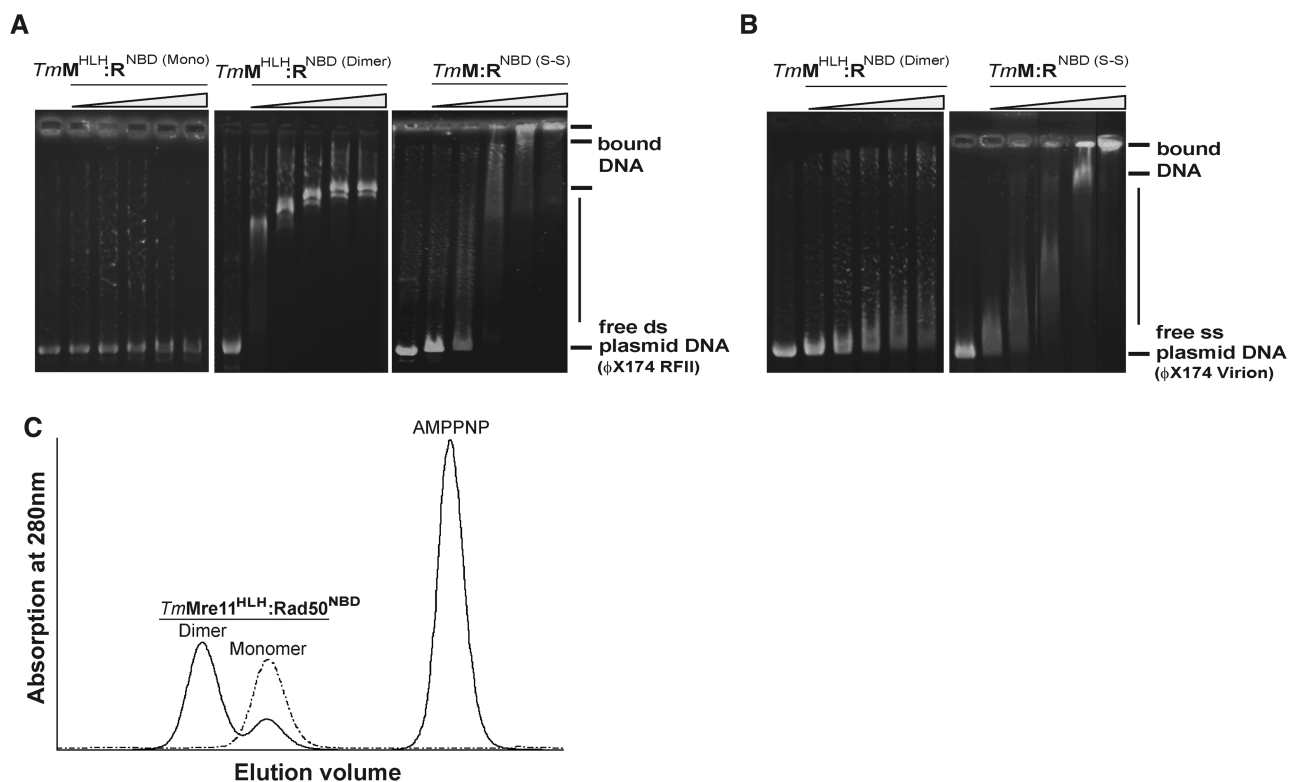 A
TmM^HLH:R^NBD (Mono)
TmM^HLH:R^NBD (Dimer)
TmM:R^NBD (S-S)
bound
DNA
free ds
plasmid DNA
(ϕX174 RFII)
B
TmM^HLH:R^NBD (Dimer)
TmM:R^NBD (S-S)
bound
DNA
free ss
plasmid DNA
(ϕX174 Virion)
C
AMPPNP
TmMre11^HLH:Rad50^NBD
Dimer
Monomer
Absorption at 280nm
Elution volume